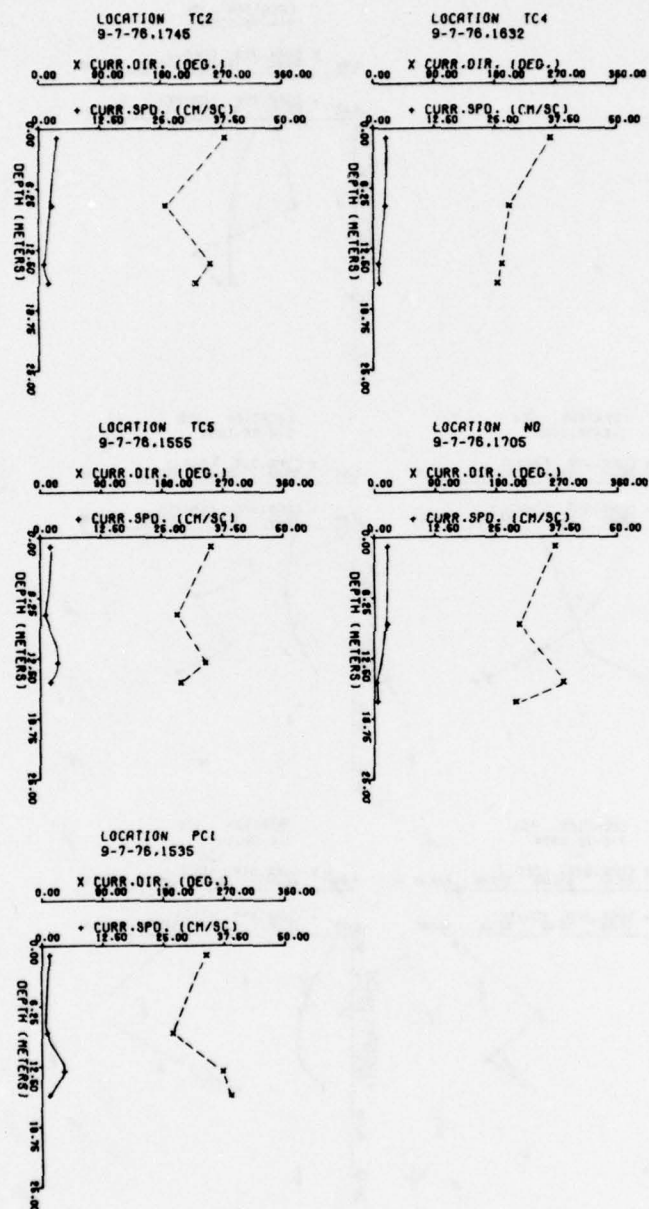 LOCATION TC2
9-7-76.1745
X CURR.DIR. (DEG.)
0.00 90.00 180.00 270.00 360.00
+ CURR.SPD. (CM/SC)
0.00 12.50 25.00 37.50 50.00
0.00 6.25 12.50 18.75 25.00
DEPTH (METERS)
LOCATION TC4
9-7-76.1632
X CURR.DIR. (DEG.)
0.00 90.00 180.00 270.00 360.00
+ CURR.SPD. (CM/SC)
0.00 12.50 25.00 37.50 50.00
0.00 6.25 12.50 18.75 25.00
DEPTH (METERS)
LOCATION TC5
9-7-76.1555
X CURR.DIR. (DEG.)
0.00 90.00 180.00 270.00 360.00
+ CURR.SPD. (CM/SC)
0.00 12.50 25.00 37.50 50.00
0.00 6.25 12.50 18.75 25.00
DEPTH (METERS)
LOCATION NO
9-7-76.1705
X CURR.DIR. (DEG.)
0.00 90.00 180.00 270.00 360.00
+ CURR.SPD. (CM/SC)
0.00 12.50 25.00 37.50 50.00
0.00 6.25 12.50 18.75 25.00
DEPTH (METERS)
LOCATION PC1
9-7-76.1535
X CURR.DIR. (DEG.)
0.00 90.00 180.00 270.00 360.00
+ CURR.SPD. (CM/SC)
0.00 12.50 25.00 37.50 50.00
0.00 6.25 12.50 18.75 25.00
DEPTH (METERS)